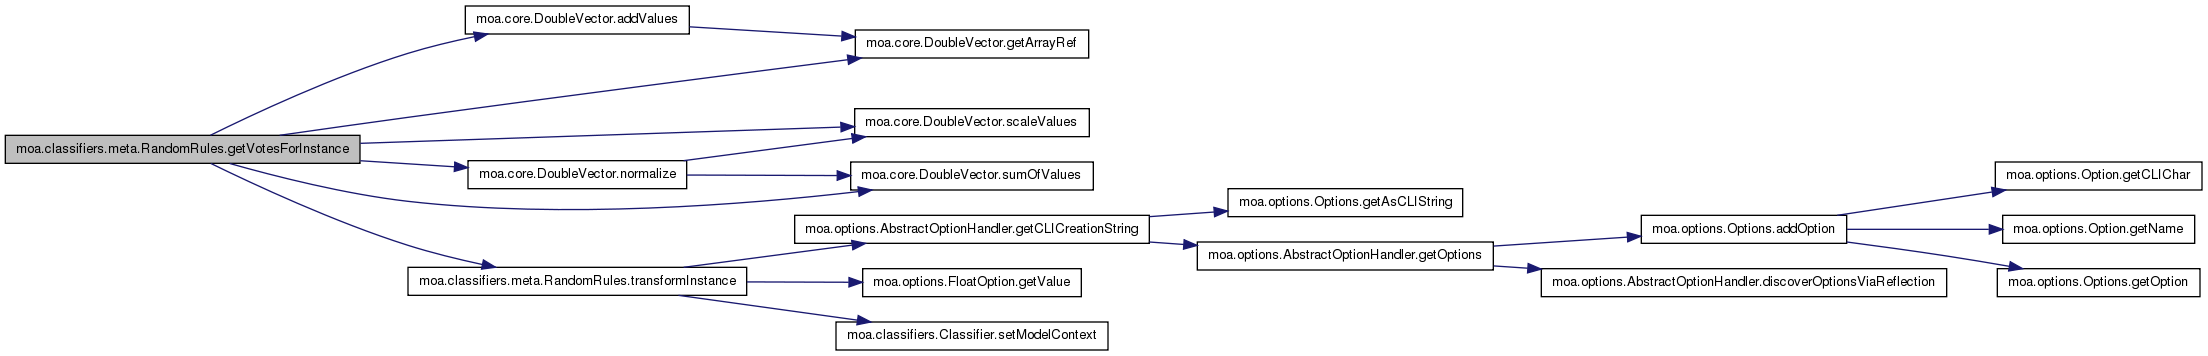 moa.core.DoubleVector.addValues
moa.core.DoubleVector.getArrayRef
moa.core.DoubleVector.scaleValues
moa.classifiers.meta.RandomRules.getVotesForInstance
moa.core.DoubleVector.normalize
moa.core.DoubleVector.sumOfValues
moa.options.Option.getCLIChar
moa.options.Options.getAsCLIString
moa.options.AbstractOptionHandler.getCLICreationString
moa.options.Options.addOption
moa.options.Option.getName
moa.options.AbstractOptionHandler.getOptions
moa.classifiers.meta.RandomRules.transformInstance
moa.options.FloatOption.getValue
moa.options.AbstractOptionHandler.discoverOptionsViaReflection
moa.options.Options.getOption
moa.classifiers.Classifier.setModelContext